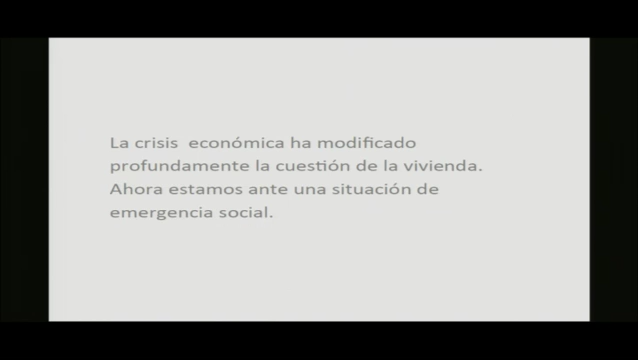 La crisis  económica ha modificado
profundamente la cuestión de la vivienda.
Ahora estamos ante una situación de
emergencia social.